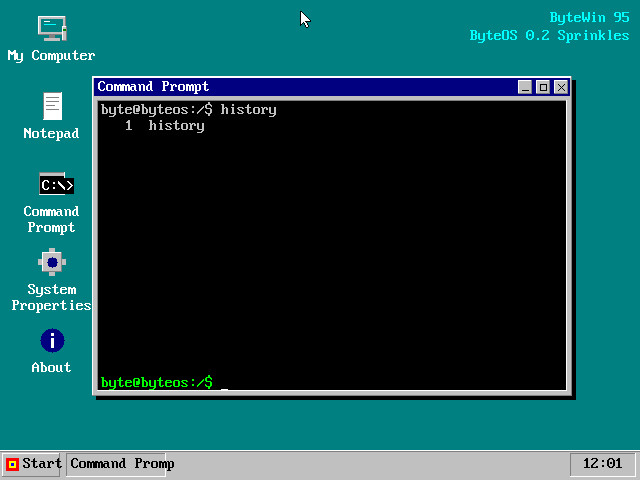 ByteWin 95
ByteOS 0.2 Sprinkles
My Computer
Notepad
C:\>
Command
Prompt
System
Properties
i
About
Command Prompt
byte@byteos:/$ history
1 history
byte@byteos:/$ _
Start
Command Promp
12:01